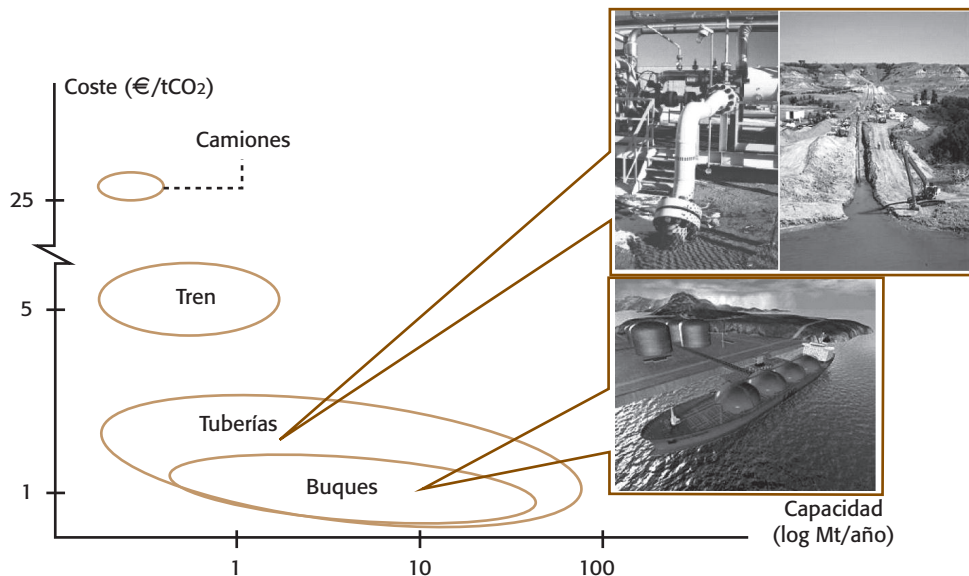 Coste (€/tCO2)
Camiones
25
Tren
5
Tuberías
Buques
1
Capacidad
(log Mt/año)
1
10
100